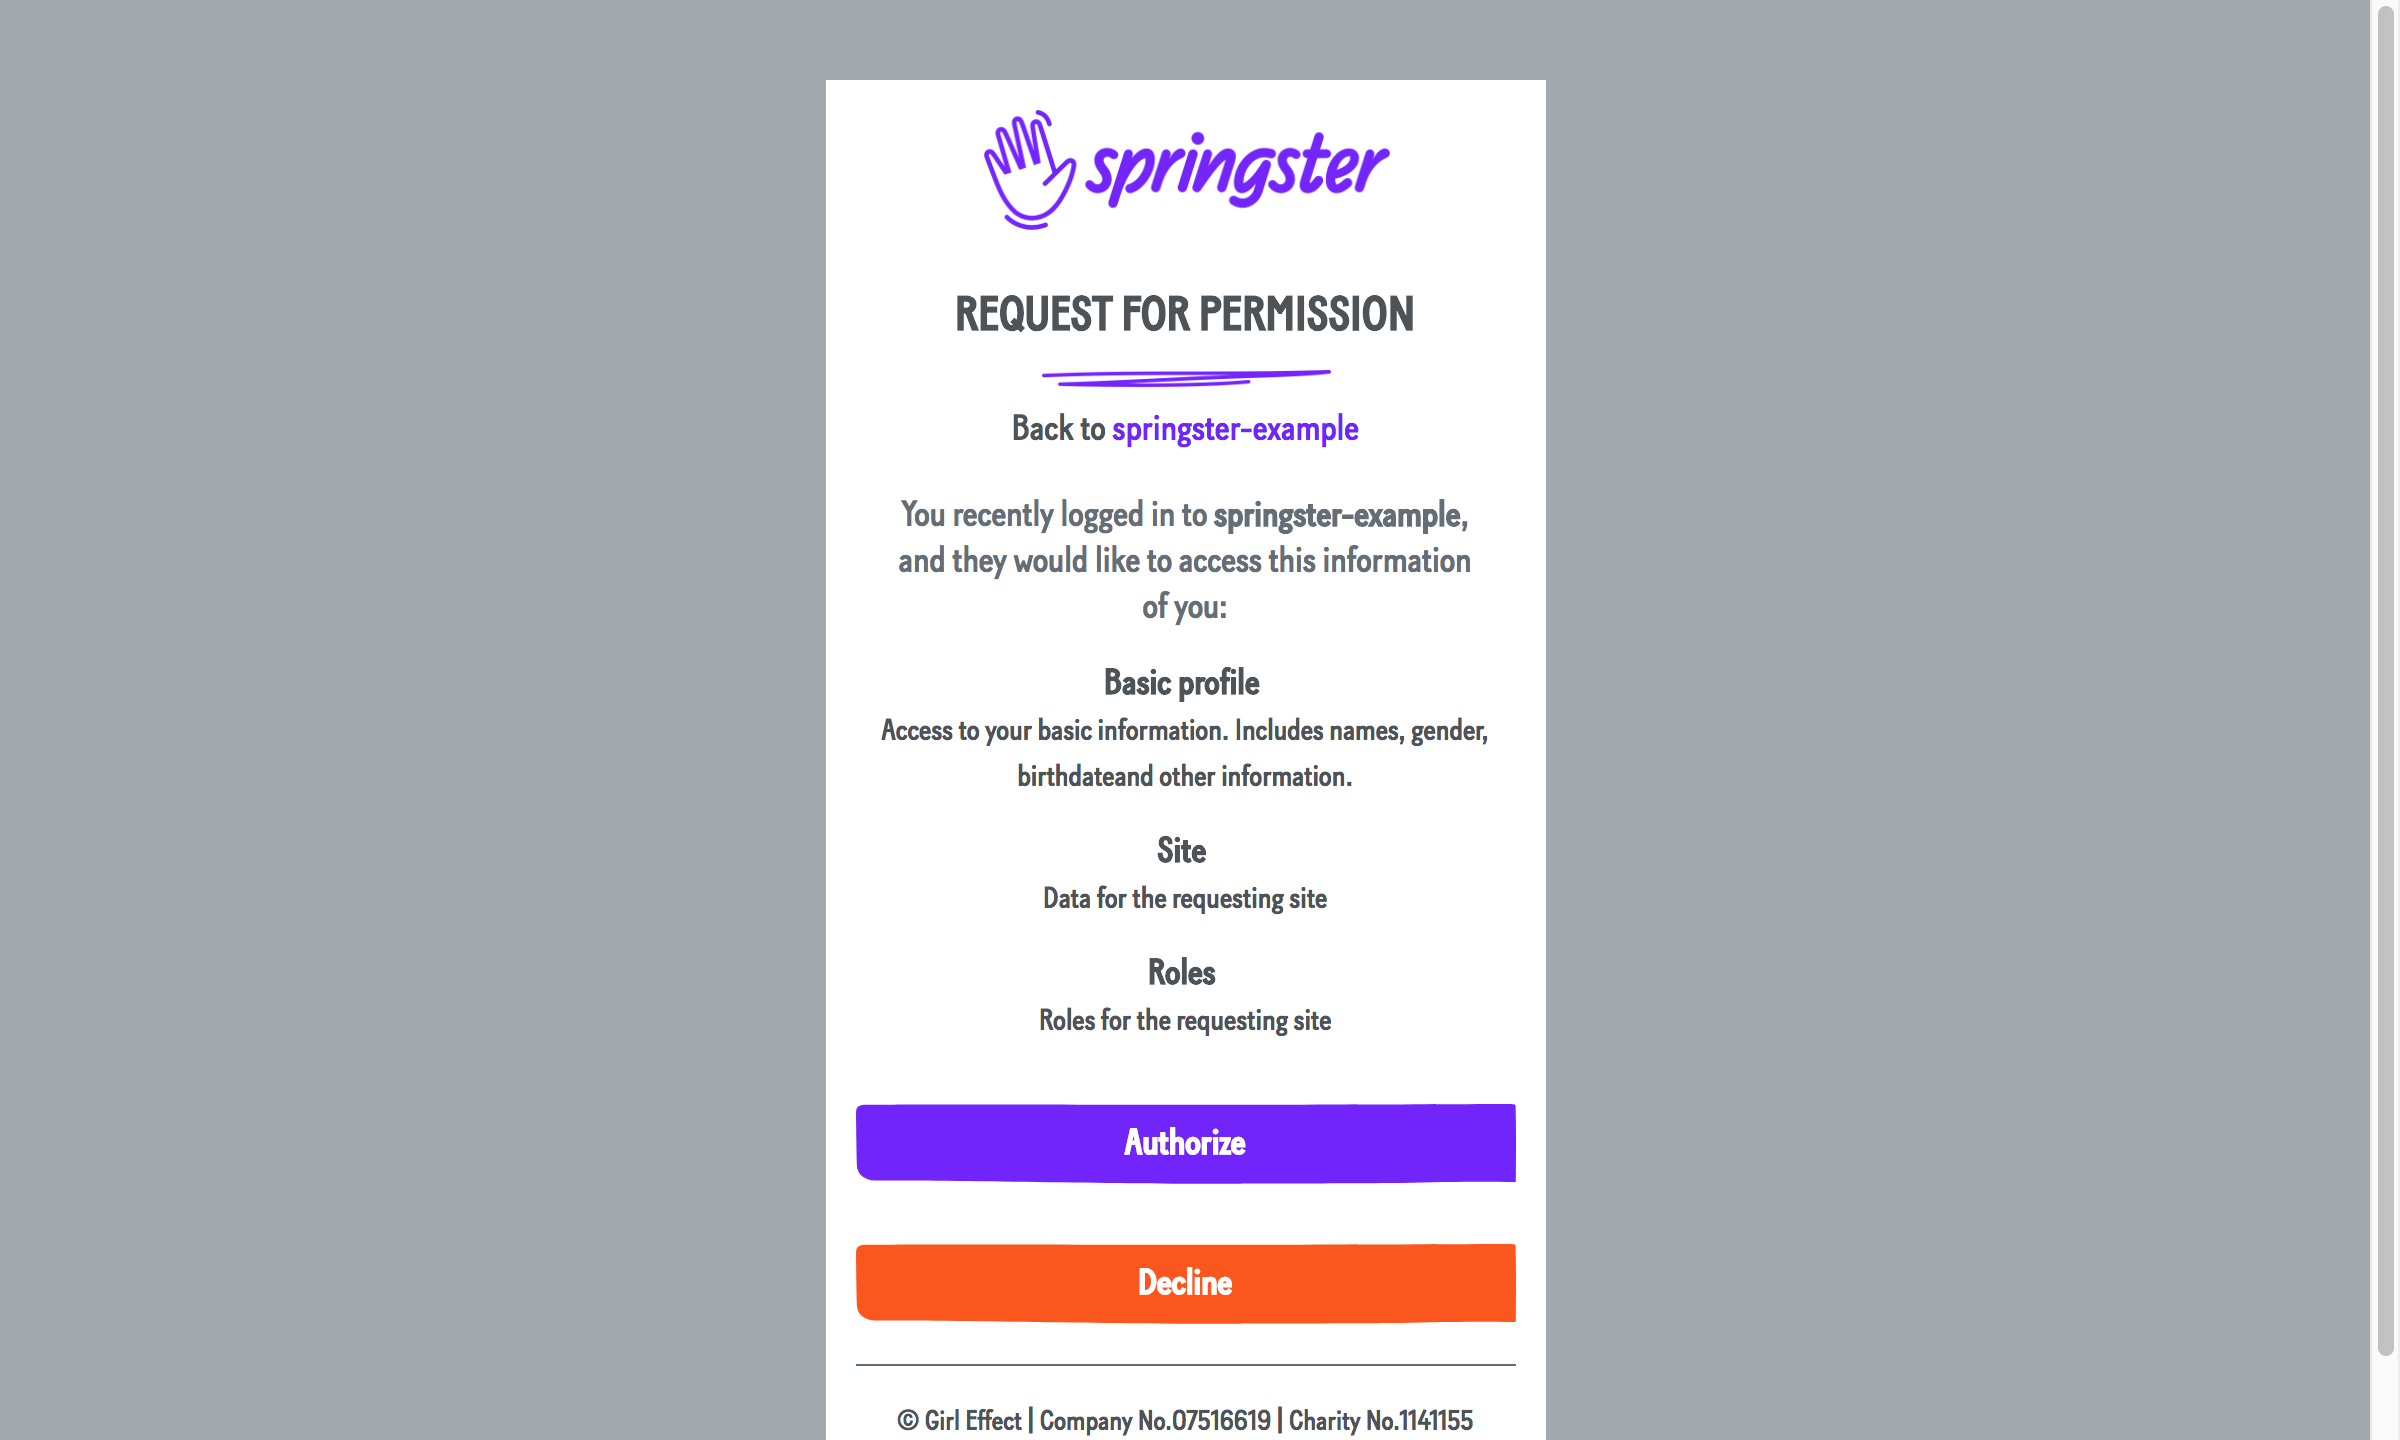 springster
REQUEST FOR PERMISSION
Back to springster-example
You recently logged in to springster-example,
and they would like to access this information
of you:
Basic profile
Access to your basic information. Includes names, gender,
birthdateand other information.
Site
Data for the requesting site
Roles
Roles for the requesting site
Authorize
Decline
© Girl Effect | Company No.07516619 | Charity No.1141155